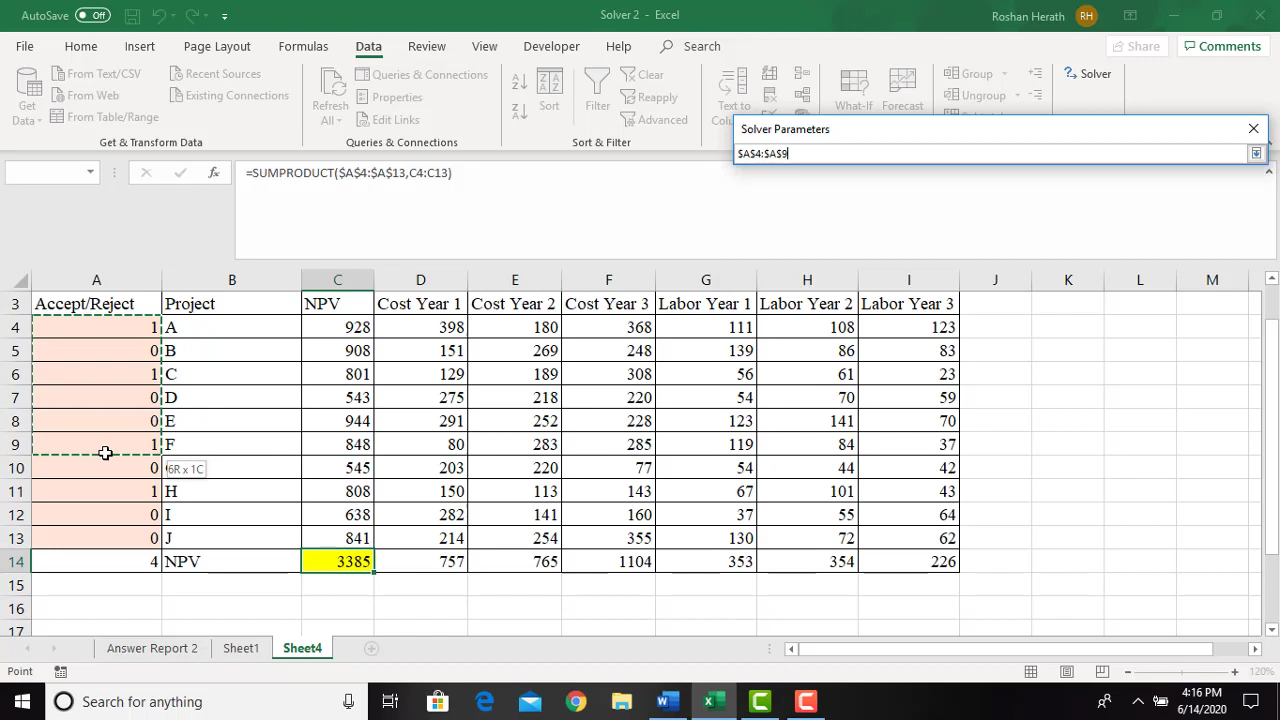 AutoSave Off Solver 2 - Excel Roshan Herath RH
File Home Insert Draw Page Layout Formulas Data Review View Developer Help Search Share Comments
From Text/CSV Recent Sources
From Web Existing Connections
From Table/Range
Get Data
Get & Transform Data
Refresh All
Queries & Connections
Properties
Edit Links
Queries & Connections
Sort
Filter
Clear
Reapply
Advanced
Sort & Filter
Text to
What-If Forecast
Group
Ungroup
Solver
Solver Parameters
$A$4:$A$9
=SUMPRODUCT($A$4:$A$13,C4:C13)
A B C D E F G H I J K L M
3 Accept/Reject Project NPV Cost Year 1 Cost Year 2 Cost Year 3 Labor Year 1 Labor Year 2 Labor Year 3
4 1 A 928 398 180 368 111 108 123
5 0 B 908 151 269 248 139 86 83
6 1 C 801 129 189 308 56 61 23
7 0 D 543 275 218 220 54 70 59
8 0 E 944 291 252 228 123 141 70
9 1 F 848 80 283 285 119 84 37
10 0 6R x 1C 545 203 220 77 54 44 42
11 1 H 808 150 113 143 67 101 43
12 0 I 638 282 141 160 37 55 64
13 0 J 841 214 254 355 130 72 62
14 4 NPV 3385 757 765 1104 353 354 226
15
16
17
Answer Report 2 Sheet1 Sheet4
Point 120%
Search for anything 4:16 PM
6/14/2020